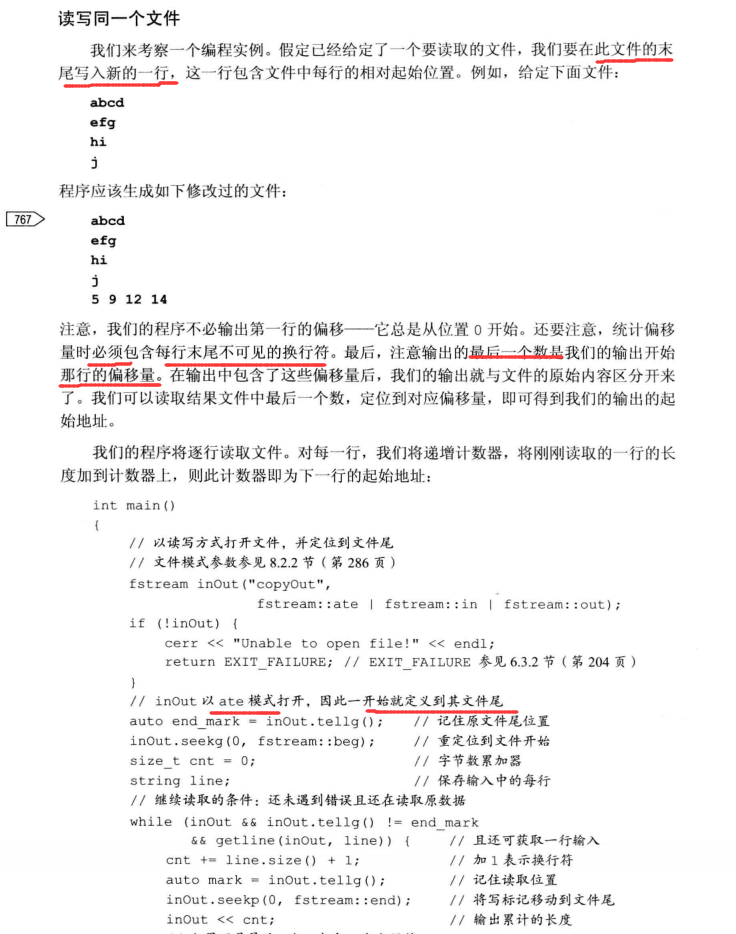 读写同一个文件
我们来考察一个编程实例。假定已经给定了一个要读取的文件，我们要在此文件的末
尾写入新的一行，这一行包含文件中每行的相对起始位置。例如，给定下面文件：
abcd
efg
hi
j
程序应该生成如下修改过的文件：
767
abcd
efg
hi
j
5 9 12 14
注意，我们的程序不必输出第一行的偏移——它总是从位置 0 开始。还要注意，统计偏移
量时必须包含每行末尾不可见的换行符。最后，注意输出的最后一个数是我们的输出开始
那行的偏移量。在输出中包含了这些偏移量后，我们的输出就与文件的原始内容区分开来
了。我们可以读取结果文件中最后一个数，定位到对应偏移量，即可得到我们的输出的起
始地址。
我们的程序将逐行读取文件。对每一行，我们将递增计数器，将刚刚读取的一行的长
度加到计数器上，则此计数器即为下一行的起始地址：
int main()
{
// 以读写方式打开文件，并定位到文件尾
// 文件模式参数参见 8.2.2 节（第 286 页）
fstream inOut("copyOut",
fstream::ate | fstream::in | fstream::out);
if (!inOut) {
cerr << "Unable to open file!" << endl;
return EXIT_FAILURE; // EXIT_FAILURE 参见 6.3.2 节（第 204 页）
}
// inOut 以 ate 模式打开，因此一开始就定义到其文件尾
auto end_mark = inOut.tellg(); // 记住原文件尾位置
inOut.seekg(0, fstream::beg); // 重定位到文件开始
size_t cnt = 0; // 字节数累加器
string line; // 保存输入中的每行
// 继续读取的条件：还未遇到错误且还在读取原数据
while (inOut && inOut.tellg() != end_mark
&& getline(inOut, line)) { // 且还可获取一行输入
cnt += line.size() + 1; // 加 1 表示换行符
auto mark = inOut.tellg(); // 记住读取位置
inOut.seekp(0, fstream::end); // 将写标记移动到文件尾
inOut << cnt; // 输出累计的长度